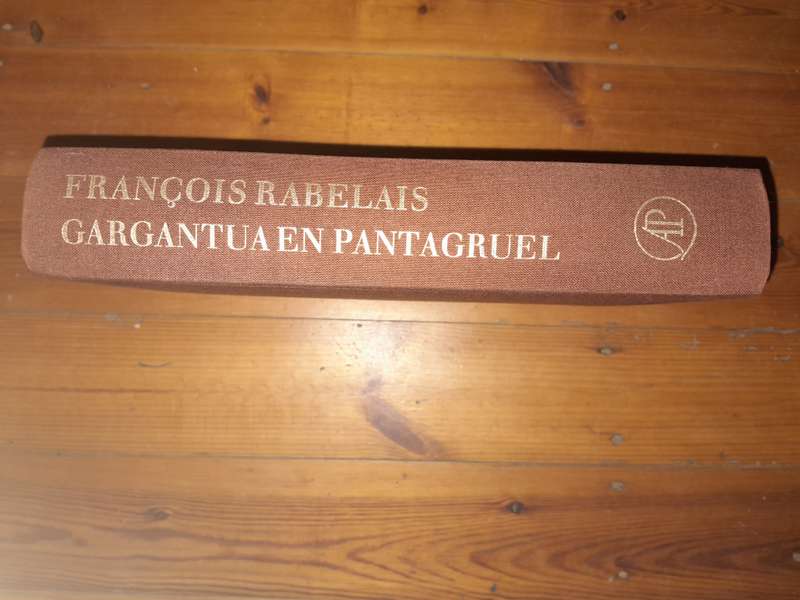 FRANÇOIS RABELAIS
GARGANTUA EN PANTAGRUEL
AP